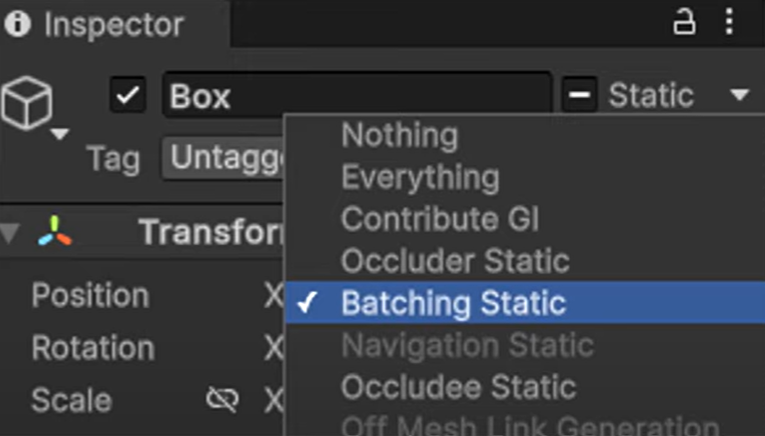 Inspector
Box Static
Nothing
Tag Untagg
Everything
Contribute GI
Transfor
Occluder Static
Position X
Batching Static
Rotation X
Navigation Static
Scale X
Occludee Static
Off Mesh Link Generation